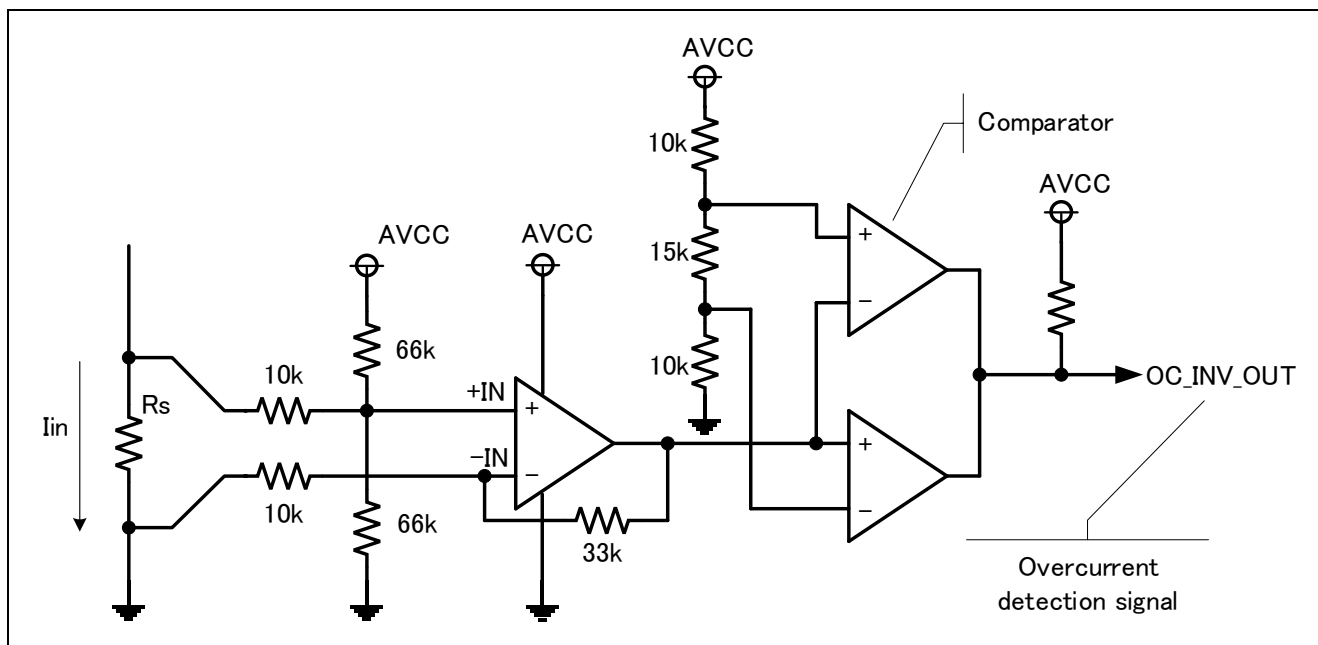 AVCC
10k
Comparator
AVCC
AVCC
AVCC
15k
66k
10k
10k
+IN
Rs
Iin
−IN
10k
66k
33k
+
−
+
−
+
−
OC_INV_OUT
Overcurrent
detection signal